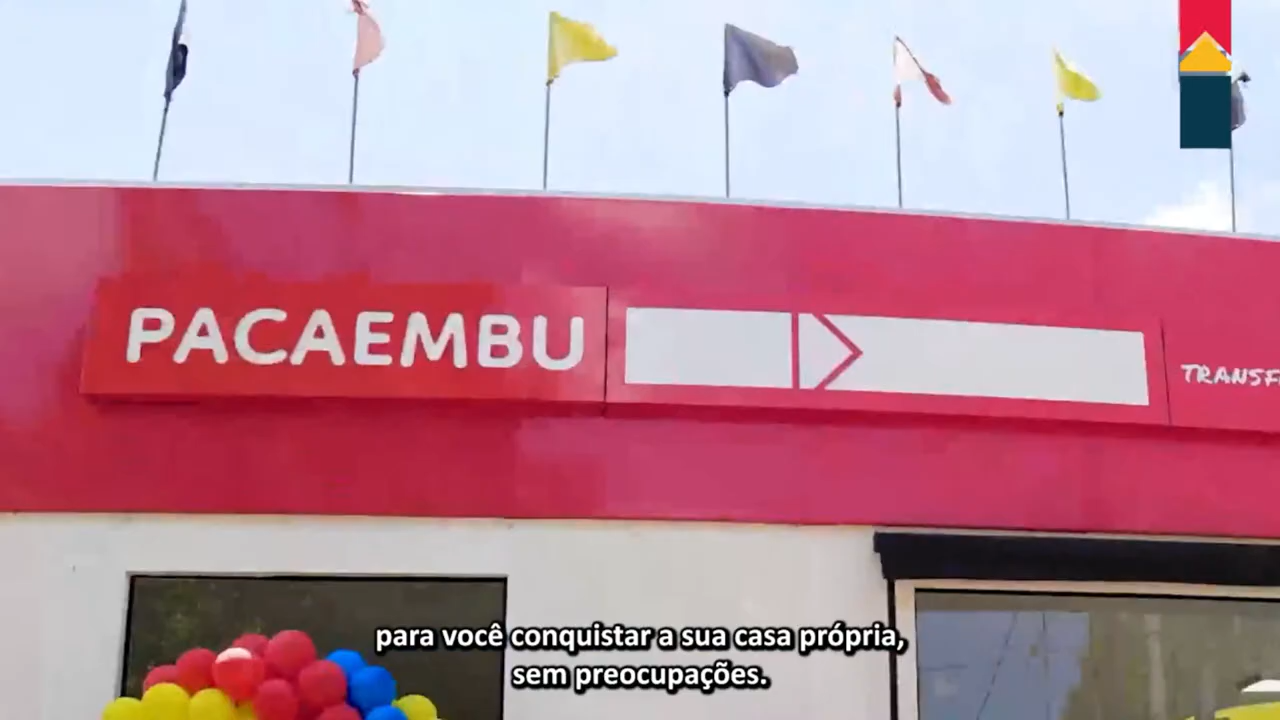 PACAEMBU
para você conquistar a sua casa própria,
sem preocupações.